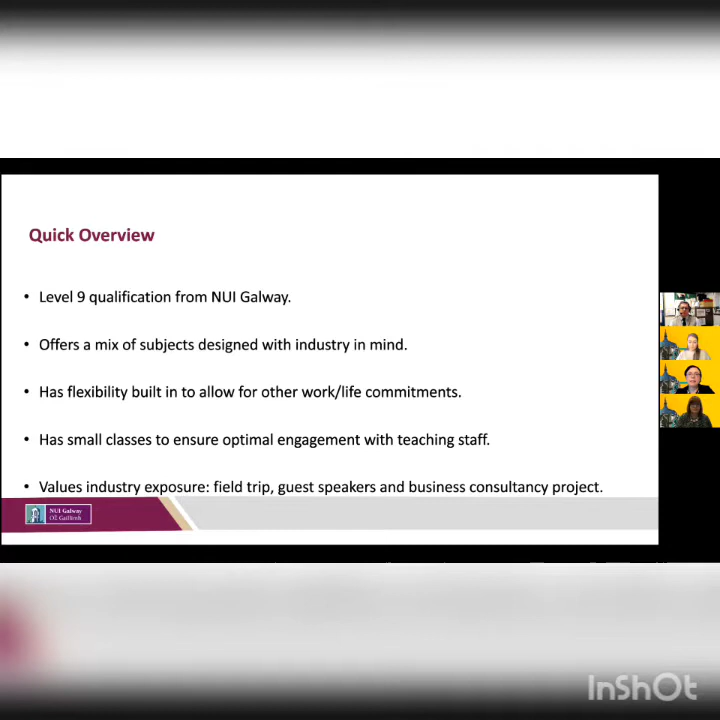 Quick Overview
• Level 9 qualification from NUI Galway.
• Offers a mix of subjects designed with industry in mind.
• Has flexibility built in to allow for other work/life commitments.
• Has small classes to ensure optimal engagement with teaching staff.
• Values industry exposure: field trip, guest speakers and business consultancy project.
NUI Galway
OÉ Gaillimh
InShOt